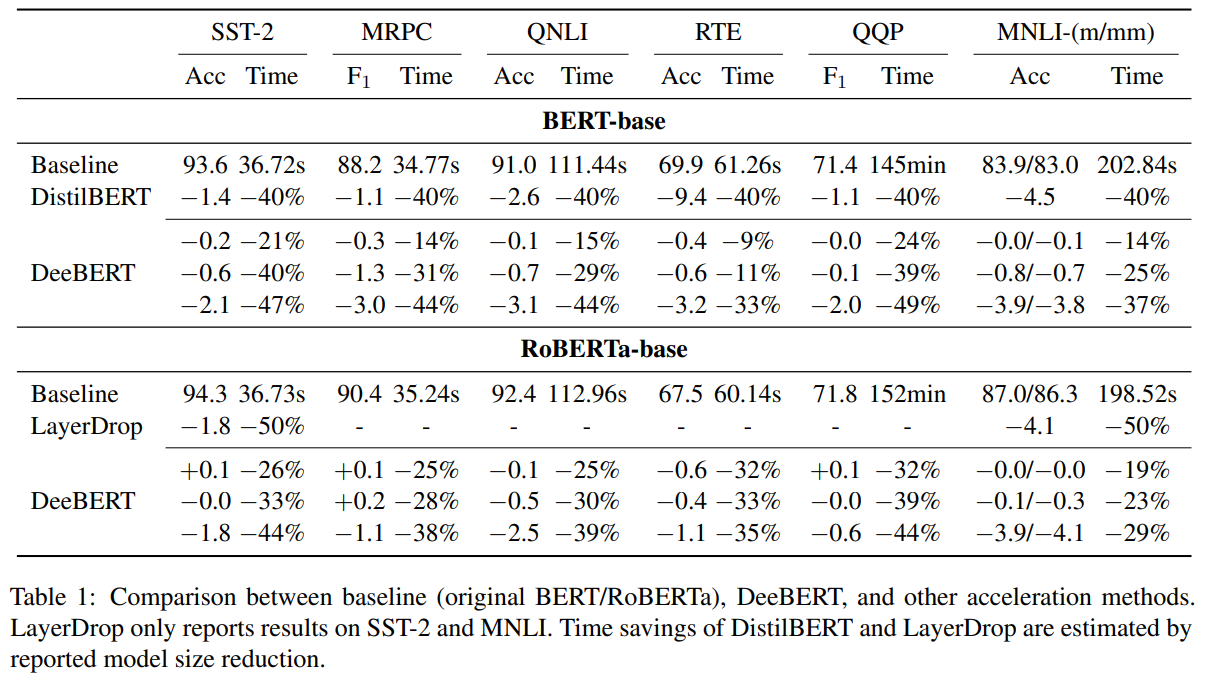 SST-2 MRPC QNLI RTE QQP MNLI-(m/mm)
Acc Time F1 Time Acc Time Acc Time F1 Time Acc Time
BERT-base
Baseline 93.6 36.72s 88.2 34.77s 91.0 111.44s 69.9 61.26s 71.4 145min 83.9/83.0 202.84s
DistilBERT −1.4 −40% −1.1 −40% −2.6 −40% −9.4 −40% −1.1 −40% −4.5 −40%
−0.2 −21% −0.3 −14% −0.1 −15% −0.4 −9% −0.0 −24% −0.0/−0.1 −14%
DeeBERT −0.6 −40% −1.3 −31% −0.7 −29% −0.6 −11% −0.1 −39% −0.8/−0.7 −25%
−2.1 −47% −3.0 −44% −3.1 −44% −3.2 −33% −2.0 −49% −3.9/−3.8 −37%
RoBERTa-base
Baseline 94.3 36.73s 90.4 35.24s 92.4 112.96s 67.5 60.14s 71.8 152min 87.0/86.3 198.52s
LayerDrop −1.8 −50% - - - - - - - - −4.1 −50%
+0.1 −26% +0.1 −25% −0.1 −25% −0.6 −32% +0.1 −32% −0.0/−0.0 −19%
DeeBERT −0.0 −33% +0.2 −28% −0.5 −30% −0.4 −33% −0.0 −39% −0.1/−0.3 −23%
−1.8 −44% −1.1 −38% −2.5 −39% −1.1 −35% −0.6 −44% −3.9/−4.1 −29%
Table 1: Comparison between baseline (original BERT/RoBERTa), DeeBERT, and other acceleration methods.
LayerDrop only reports results on SST-2 and MNLI. Time savings of DistilBERT and LayerDrop are estimated by
reported model size reduction.